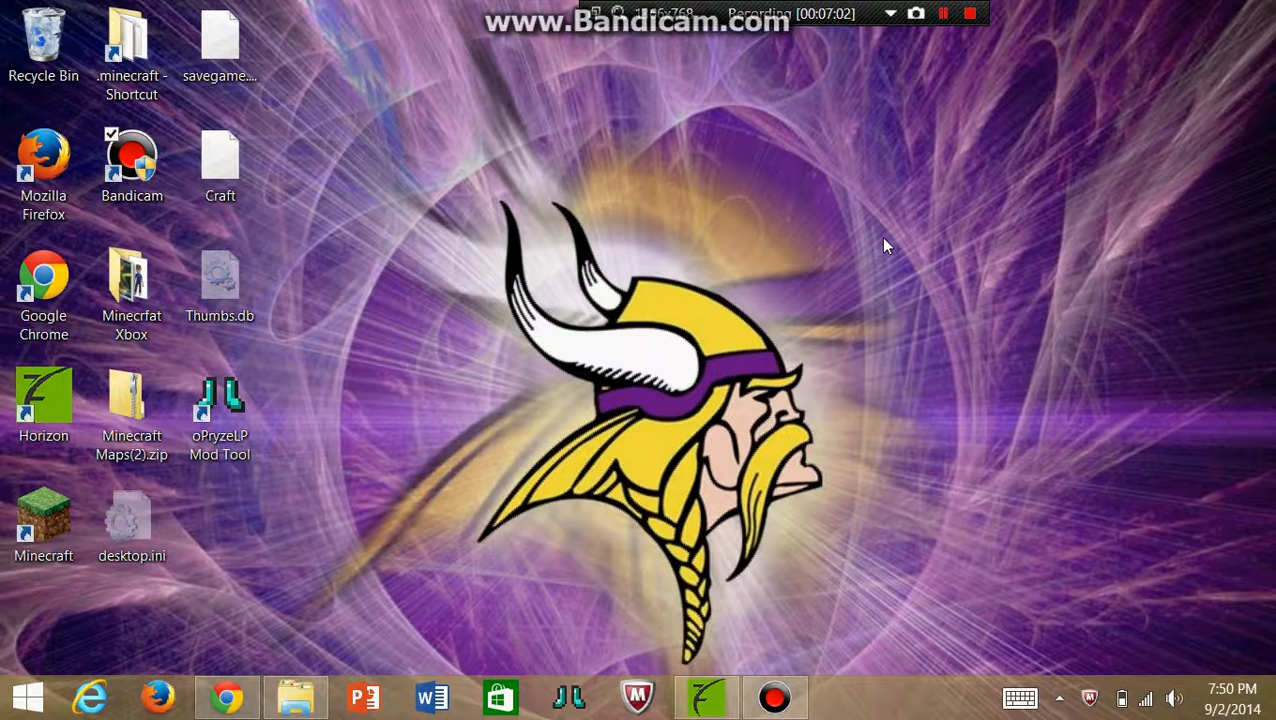 www.Bandicam.com
Recording [00:07:02]
Recycle Bin
.minecraft -
Shortcut
savegame....
Mozilla
Firefox
Bandicam
Craft
Google
Chrome
Minecrfat
Xbox
Thumbs.db
Horizon
Minecraft
Maps(2).zip
oPryzeLP
Mod Tool
Minecraft
desktop.ini
7:50 PM
9/2/2014